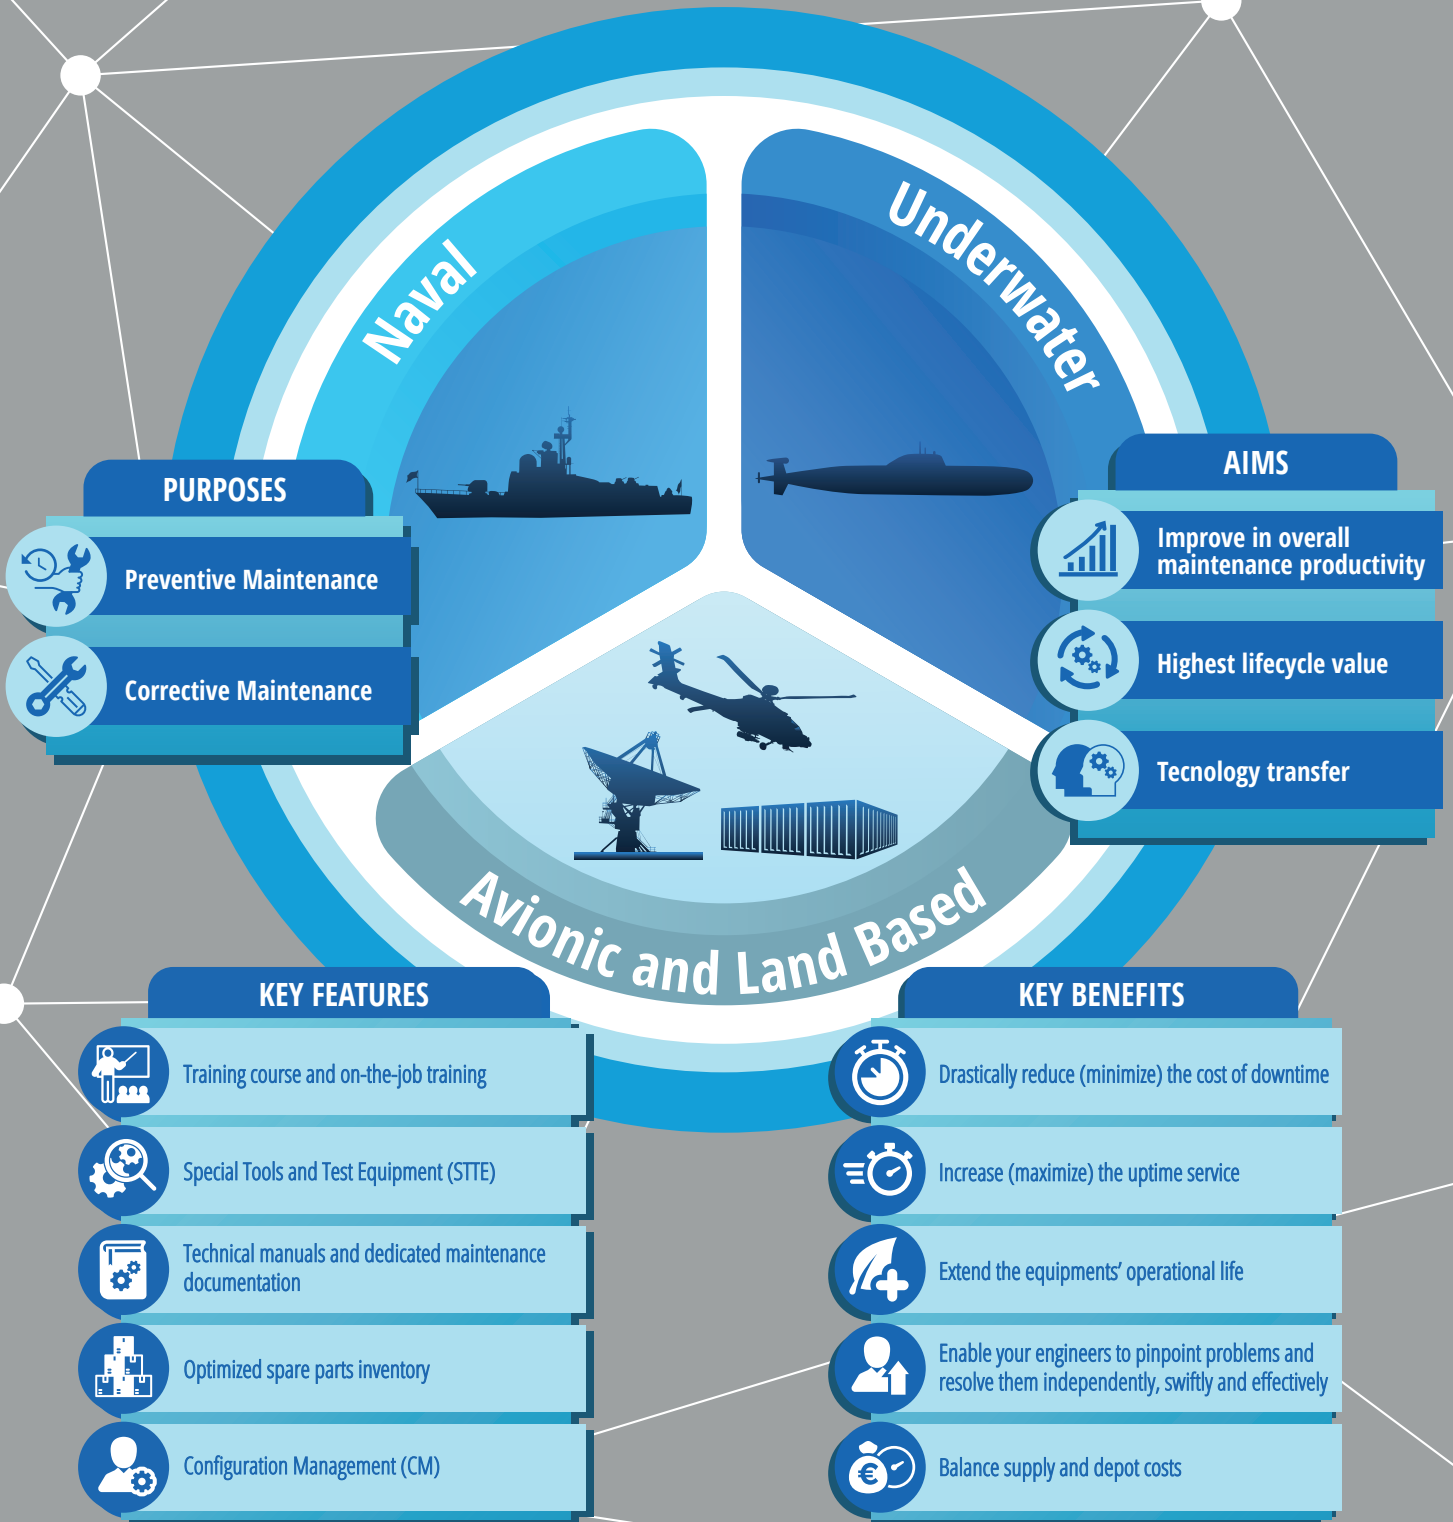 Naval
Underwater
Avionic and Land Based
PURPOSES
Preventive Maintenance
Corrective Maintenance
AIMS
Improve in overall
maintenance productivity
Highest lifecycle value
Tecnology transfer
KEY FEATURES
Training course and on-the-job training
Special Tools and Test Equipment (STTE)
Technical manuals and dedicated maintenance
documentation
Optimized spare parts inventory
Configuration Management (CM)
KEY BENEFITS
Drastically reduce (minimize) the cost of downtime
Increase (maximize) the uptime service
Extend the equipments’ operational life
Enable your engineers to pinpoint problems and
resolve them independently, swiftly and effectively
€
Balance supply and depot costs